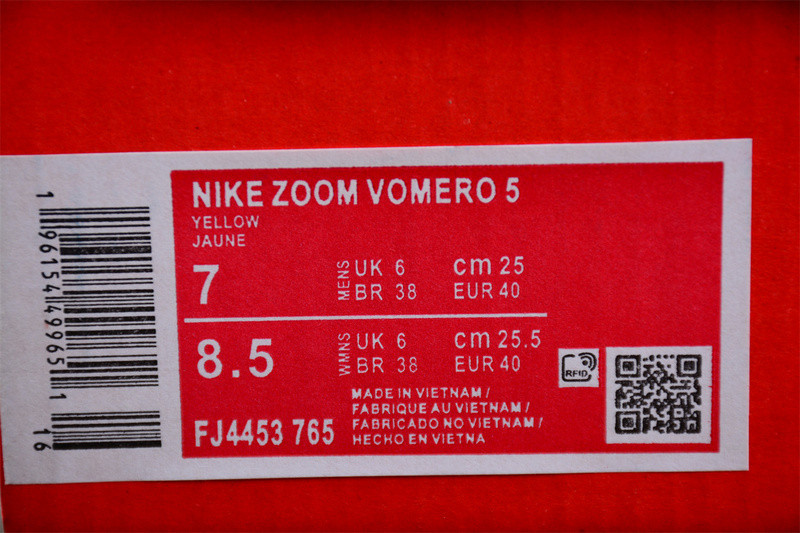 NIKE ZOOM VOMERO 5
YELLOW
JAUNE
7 MENS UK 6 cm 25
BR 38 EUR 40
8.5 WMNS UK 6 cm 25.5
BR 38 EUR 40
FJ4453 765
MADE IN VIETNAM /
FABRIQUE AU VIETNAM /
FABRICADO NO VIETNAM /
HECHO EN VIETNA
RFID
1 96154 49965 1 16